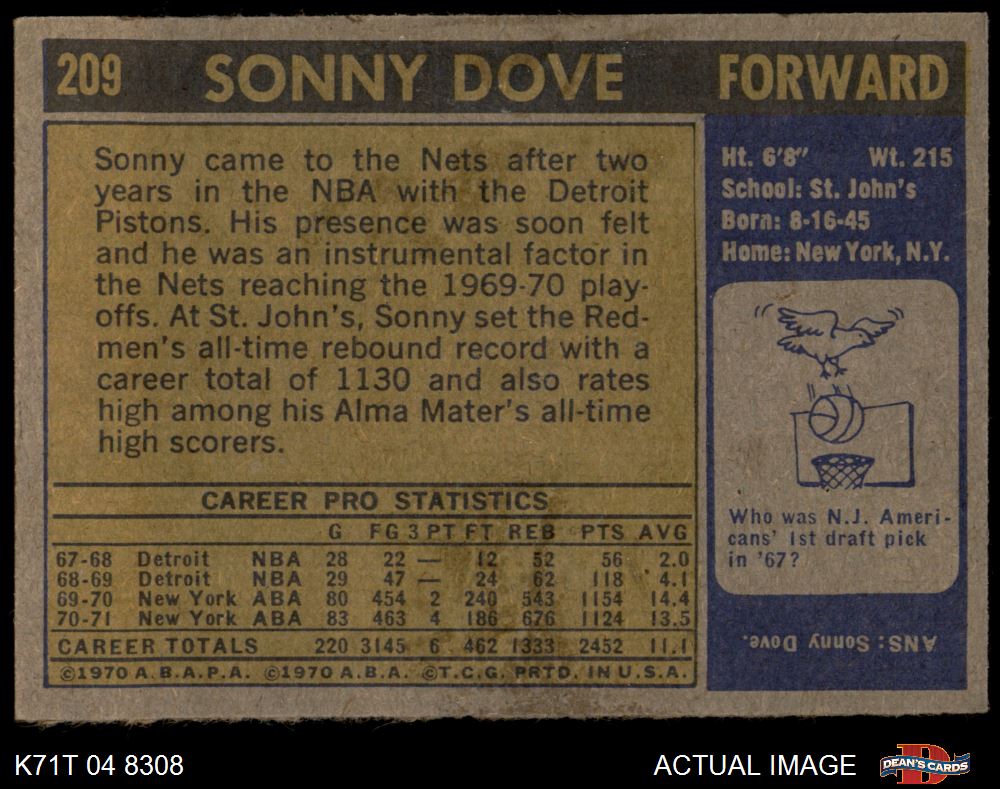 209 SONNY DOVE FORWARD
Sonny came to the Nets after two
years in the NBA with the Detroit
Pistons. His presence was soon felt
and he was an instrumental factor in
the Nets reaching the 1969-70 play-
offs. At St. John's, Sonny set the Red-
men's all-time rebound record with a
career total of 1130 and also rates
high among his Alma Mater's all-time
high scorers.
Ht. 6'8" Wt. 215
School: St. John's
Born: 8-16-45
Home: New York, N.Y.
Who was N.J. Ameri-
cans' 1st draft pick
in '67?
ANS: Sonny Dove.
CAREER PRO STATISTICS
G FG 3 PT FT REB PTS AVG
67-68 Detroit NBA 28 22 — 12 52 56 2.0
68-69 Detroit NBA 29 47 — 24 62 118 4.1
69-70 New York ABA 80 454 2 240 543 1154 14.4
70-71 New York ABA 83 463 4 186 676 1124 13.5
CAREER TOTALS 220 3145 6 462 1333 2452 11.1
©1970 A.B.A.P.A. ©1970 A.B.A. ©T.C.G. PRTD. IN U.S.A.
K71T 04 8308 ACTUAL IMAGE DEAN'S CARDS